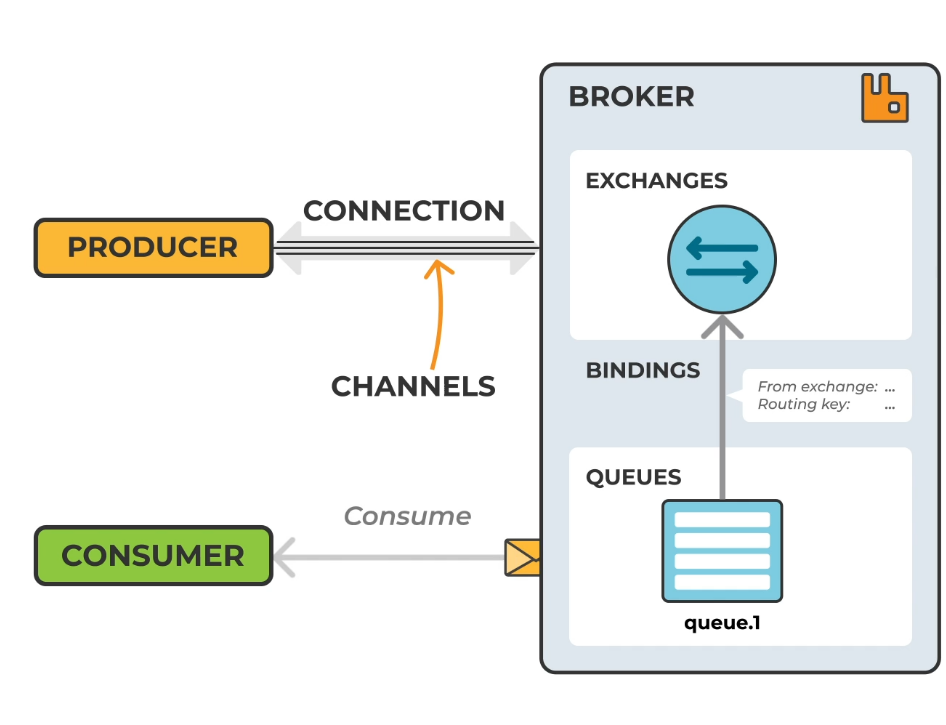 BROKER
EXCHANGES
CONNECTION
PRODUCER
CHANNELS
BINDINGS
From exchange: ...
Routing key: ...
QUEUES
Consume
CONSUMER
queue.1